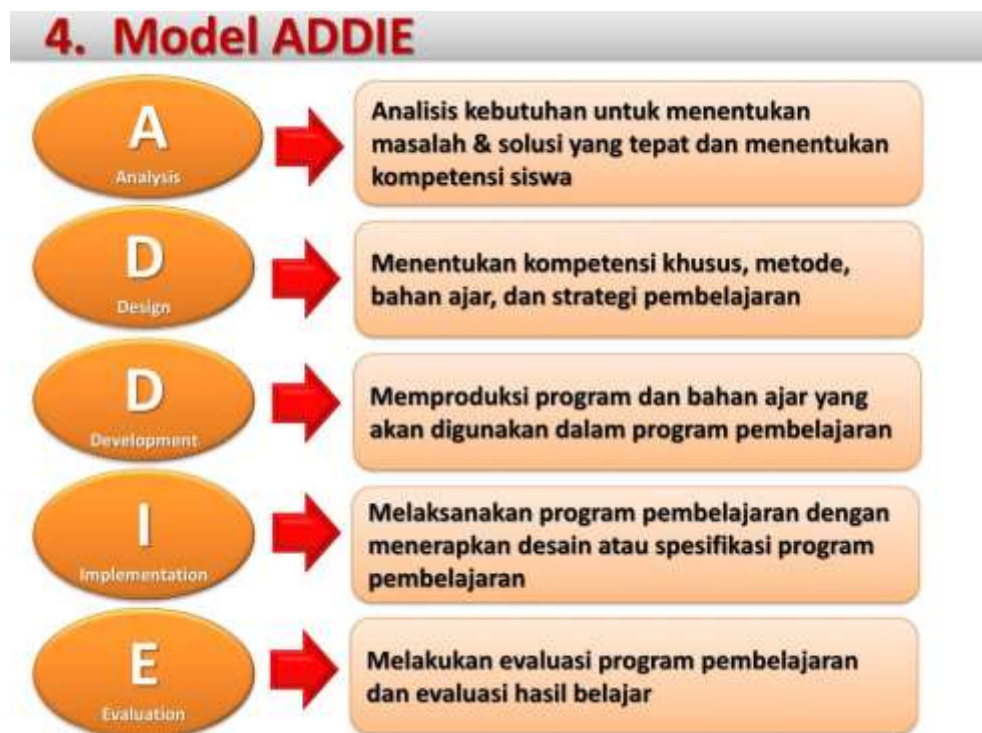 4. Model ADDIE
A
Analysis
Analisis kebutuhan untuk menentukan
masalah & solusi yang tepat dan menentukan
kompetensi siswa
D
Design
Menentukan kompetensi khusus, metode,
bahan ajar, dan strategi pembelajaran
D
Development
Memproduksi program dan bahan ajar yang
akan digunakan dalam program pembelajaran
I
Implementation
Melaksanakan program pembelajaran dengan
menerapkan desain atau spesifikasi program
pembelajaran
E
Evaluation
Melakukan evaluasi program pembelajaran
dan evaluasi hasil belajar